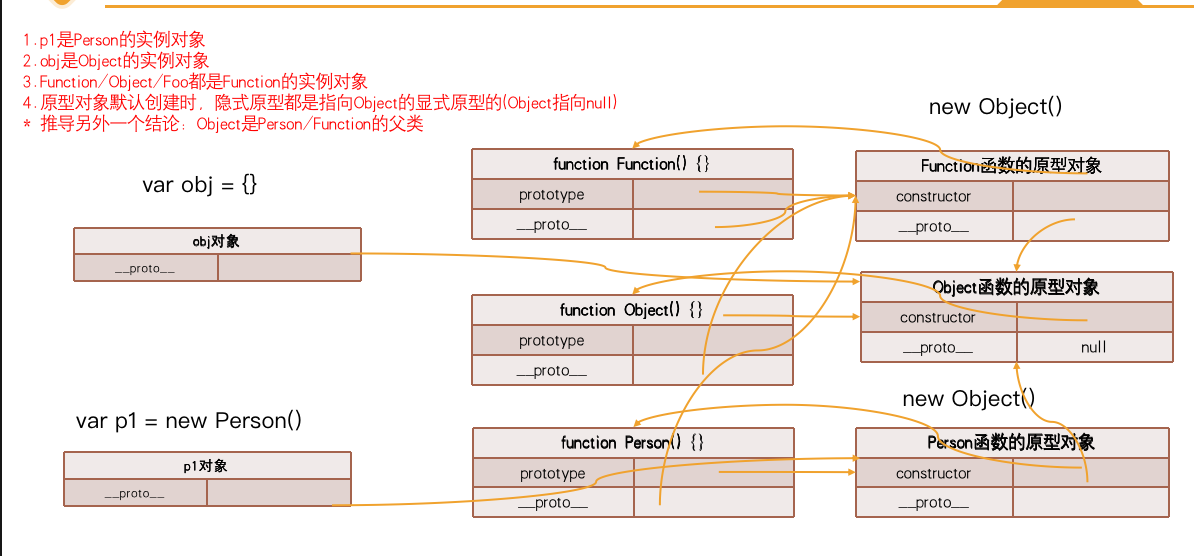 1.p1是Person的实例对象
2.obj是Object的实例对象
3.Function/Object/Foo都是Function的实例对象
4.原型对象默认创建时，隐式原型都是指向Object的显式原型的(Object指向null)
* 推导另外一个结论：Object是Person/Function的父类
new Object()
function Function() {}
prototype
__proto__
Function函数的原型对象
constructor
__proto__
var obj = {}
obj对象
__proto__
function Object() {}
prototype
__proto__
Object函数的原型对象
constructor
__proto__ null
new Object()
var p1 = new Person()
p1对象
__proto__
function Person() {}
prototype
__proto__
Person函数的原型对象
constructor
__proto__